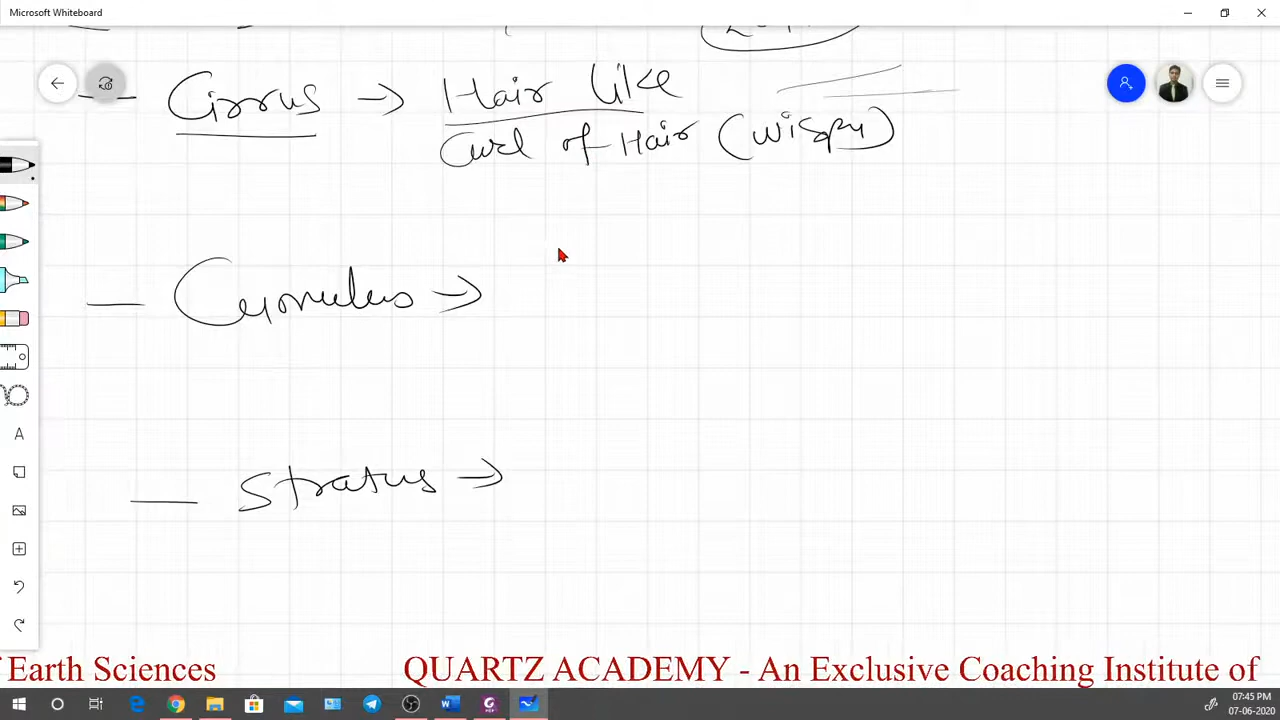 Microsoft Whiteboard
— Cirrus → Hair like
Curl of Hair (wispy)
— Cumulus →
— Stratus →
A
f Earth Sciences QUARTZ ACADEMY - An Exclusive Coaching Institute of
07:45 PM
07-06-2020